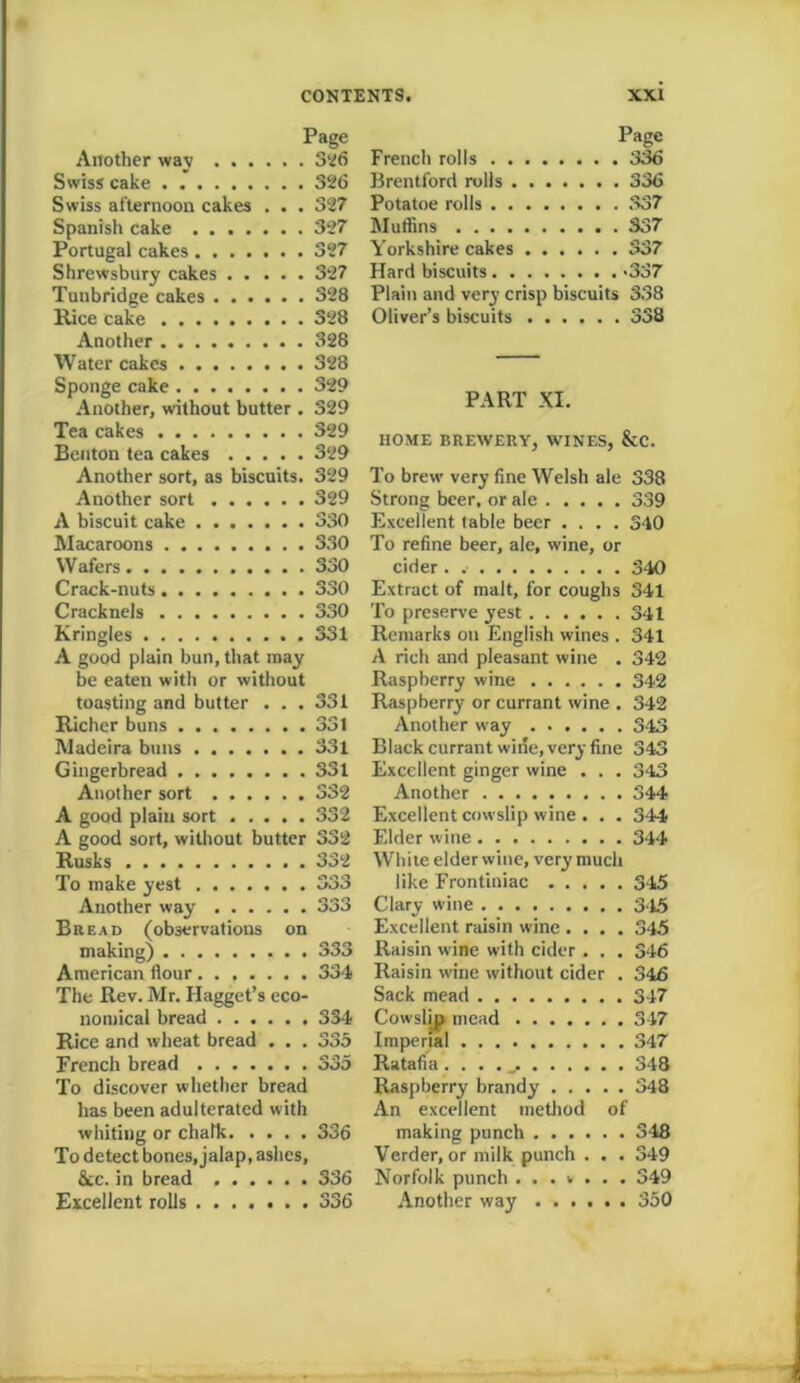 CONTENTS. xxi
Page
Another way ...... 326
Swiss cake ......... 326
Swiss afternoon cakes ... 327
Spanish cake ....... 327
Portugal cakes ....... 327
Shrewsbury cakes ..... 327
Tunbridge cakes ...... 328
Rice cake ......... 328
Another ......... 328
Water cakes ........ 328
Sponge cake ........ 329
Another, without butter . 329
Tea cakes ......... 329
Benton tea cakes ..... 329
Another sort, as biscuits. 329
Another sort ...... 329
A biscuit cake ....... 330
Macaroons ......... 330
Wafers ........... 330
Crack-nuts ......... 330
Cracknels ......... 330
Kringles .......... 331
A good plain bun, that may
be eaten with or without
toasting and butter ... 331
Richer buns ........ 331
Madeira buns ....... 331
Gingerbread ........ 331
Another sort ...... 332
A good plain sort ..... 332
A good sort, without butter 332
Rusks ........... 332
To make yest ....... 333
Another way ...... 333
BREAD (observations on
making) ......... 333
American flour ....... 334
The Rev. Mr. Hagget's eco-
nomical bread ...... 334
Rice and wheat bread ... 335
French bread ....... 335
To discover whether bread
has been adulterated with
whiting or chalk. .... 336
To detect bones, jalap, ashes,
&c. in bread ...... 336
Excellent rolls ....... 336
Page
French rolls ........ 336
Brentford rolls ....... 336
Potatoe rolls ........ 337
Muffins .......... 337
Yorkshire cakes ...... 337
Hard biscuits ........ 337
Plain and very crisp biscuits 338
Oliver's biscuits ...... 338
PART XI.
HOME BREWERY, WINES, &c.
To brew very fine Welsh ale 338
Strong beer, or ale ..... 339
Excellent table beer .... 340
To refine beer, ale, wine, or
cider ........... 340
Extract of malt, for coughs 341
To preserve yest ...... 341
Remarks on English wines . 341
A rich and pleasant wine . 342
Raspberry wine ...... 342
Raspberry or currant wine . 342
Another way ...... 343
Black currant wine, very fine 343
Excellent ginger wine ... 343
Another ......... 344
Excellent cowslip wine ... 344
Elder wine ......... 344
White elder wine, very much
like Frontiniac ..... 345
Clary wine ......... 345
Excellent raisin wine .... 345
Raisin wine with cider ... 346
Raisin wine without cider . 346
Sack mead ......... 347
Cowslip mead ....... 347
Imperial .......... 347
Ratafia ........... 348
Raspberry brandy ..... 348
An excellent method of
making punch ...... 348
Verder, or milk punch ... 349
Norfolk punch ....... 349
Another way ...... 350